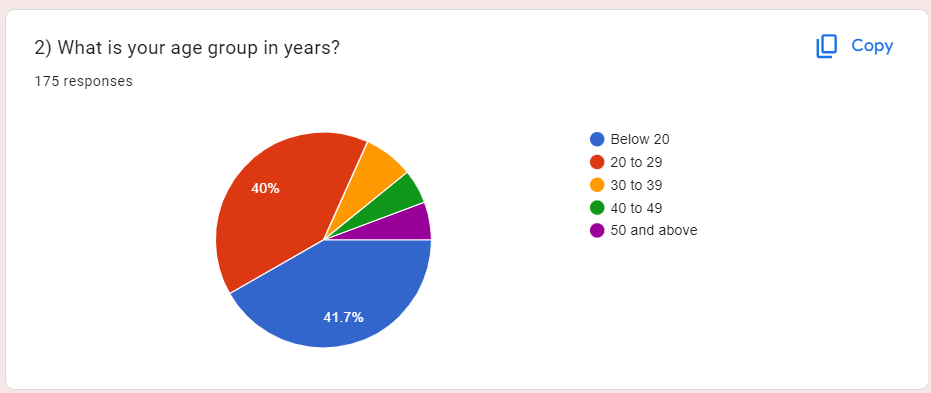 2) What is your age group in years?
Copy
175 responses
40%
41.7%
Below 20
20 to 29
30 to 39
40 to 49
50 and above